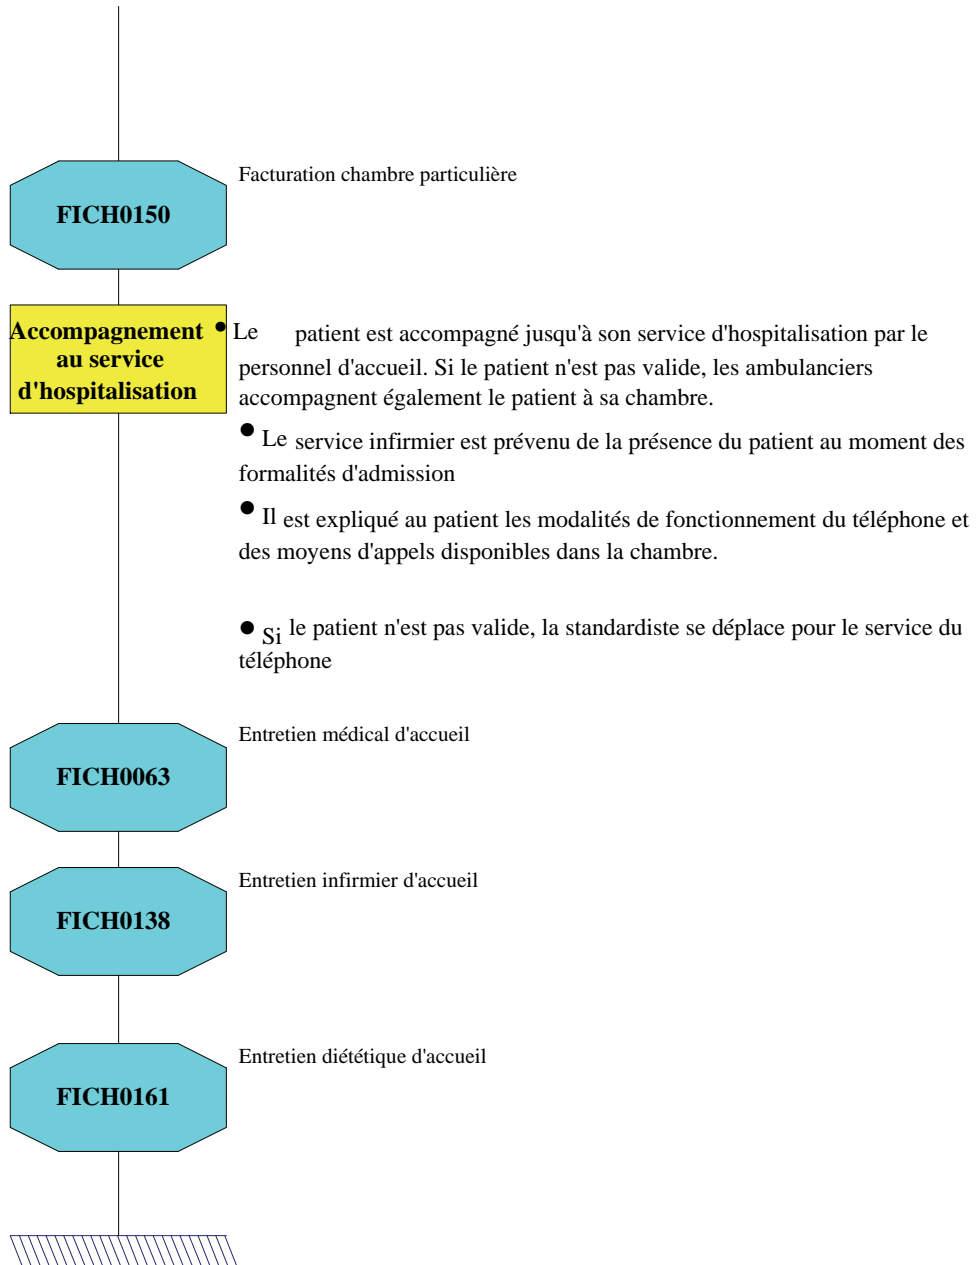 Facturation chambre particulière
FICH0150
Accompagnement
au service
d'hospitalisation
● Le patient est accompagné jusqu'à son service d'hospitalisation par le
personnel d'accueil. Si le patient n'est pas valide, les ambulanciers
accompagnent également le patient à sa chambre.
● Le service infirmier est prévenu de la présence du patient au moment des
formalités d'admission
● Il est expliqué au patient les modalités de fonctionnement du téléphone et
des moyens d'appels disponibles dans la chambre.
● Si le patient n'est pas valide, la standardiste se déplace pour le service du
téléphone
Entretien médical d'accueil
FICH0063
Entretien infirmier d'accueil
FICH0138
Entretien diététique d'accueil
FICH0161